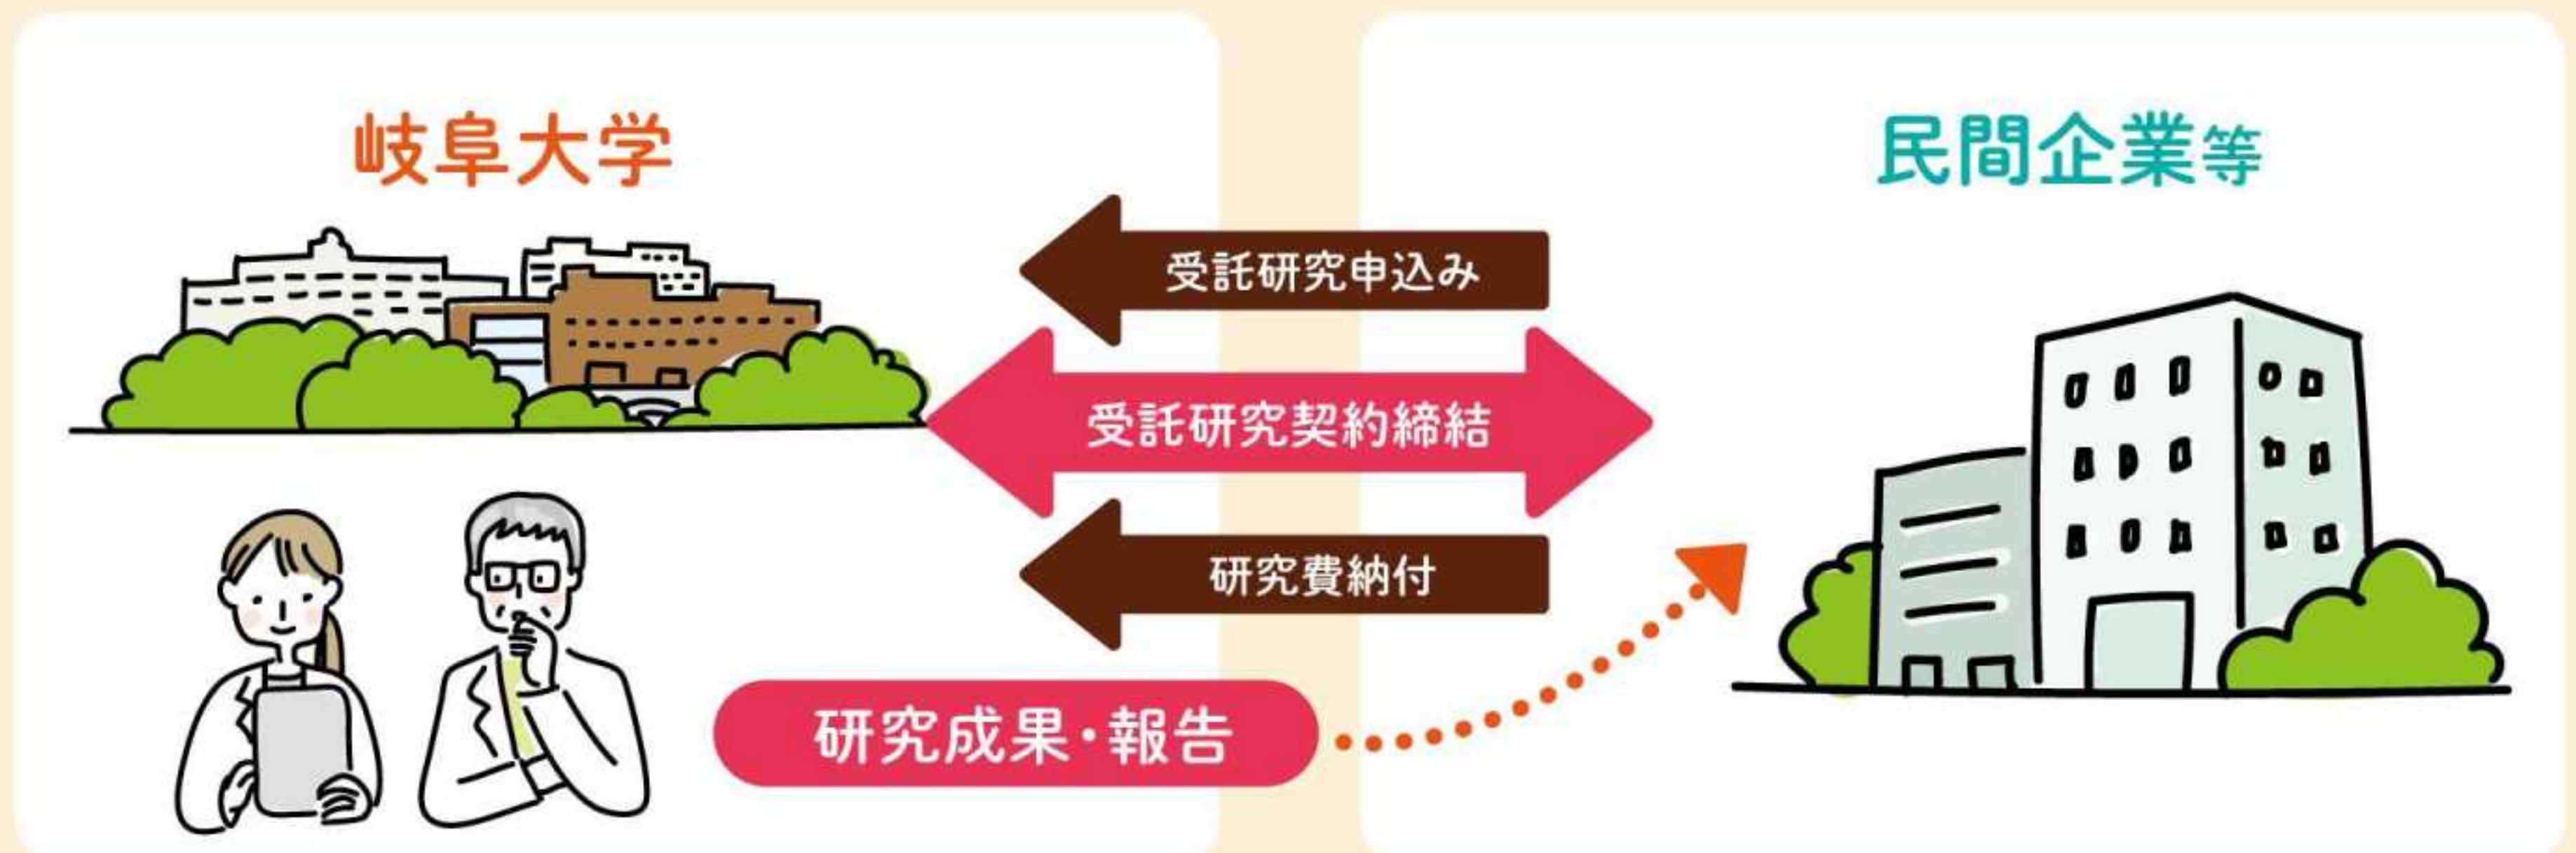 岐阜大学
民間企業等
受託研究申込み
受託研究契約締結
研究費納付
研究成果・報告